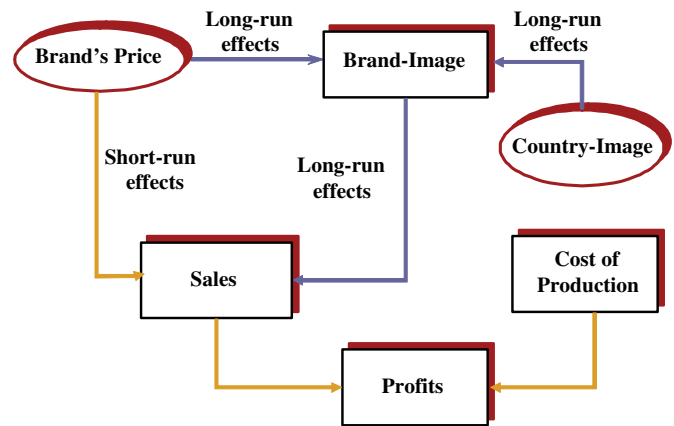 Long-run
effects
Long-run
effects
Brand's Price
Brand-Image
Country-Image
Short-run
effects
Long-run
effects
Sales
Cost of
Production
Profits